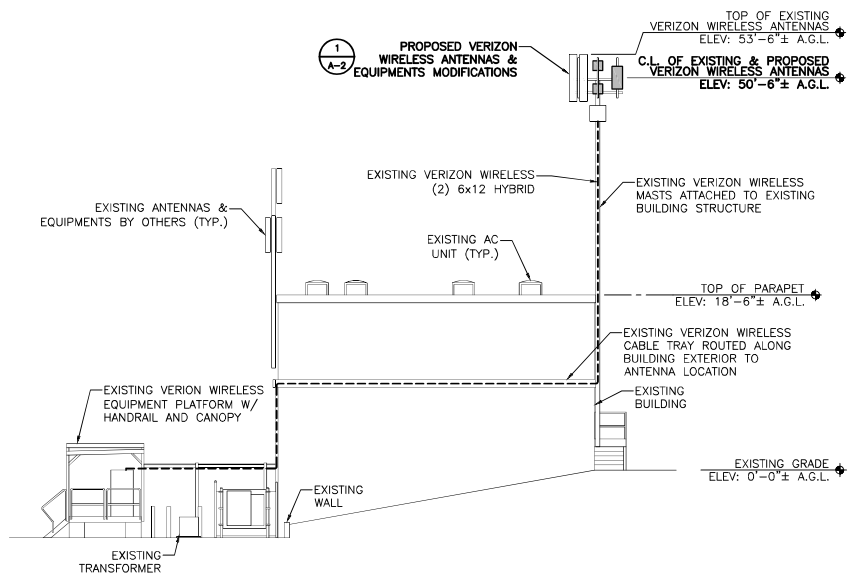 TOP OF EXISTING
VERIZON WIRELESS ANTENNAS
ELEV: 53'-6"± A.G.L.
1
A-2
PROPOSED VERIZON
WIRELESS ANTENNAS &
EQUIPMENTS MODIFICATIONS
C.L. OF EXISTING & PROPOSED
VERIZON WIRELESS ANTENNAS
ELEV: 50'-6"± A.G.L.
EXISTING VERIZON WIRELESS
(2) 6x12 HYBRID
EXISTING VERIZON WIRELESS
MASTS ATTACHED TO EXISTING
BUILDING STRUCTURE
EXISTING ANTENNAS &
EQUIPMENTS BY OTHERS (TYP.)
EXISTING AC
UNIT (TYP.)
TOP OF PARAPET
ELEV: 18'-6"± A.G.L.
EXISTING VERIZON WIRELESS
CABLE TRAY ROUTED ALONG
BUILDING EXTERIOR TO
ANTENNA LOCATION
EXISTING VERION WIRELESS
EQUIPMENT PLATFORM W/
HANDRAIL AND CANOPY
EXISTING
BUILDING
EXISTING GRADE
ELEV: 0'-0"± A.G.L.
EXISTING
WALL
EXISTING
TRANSFORMER